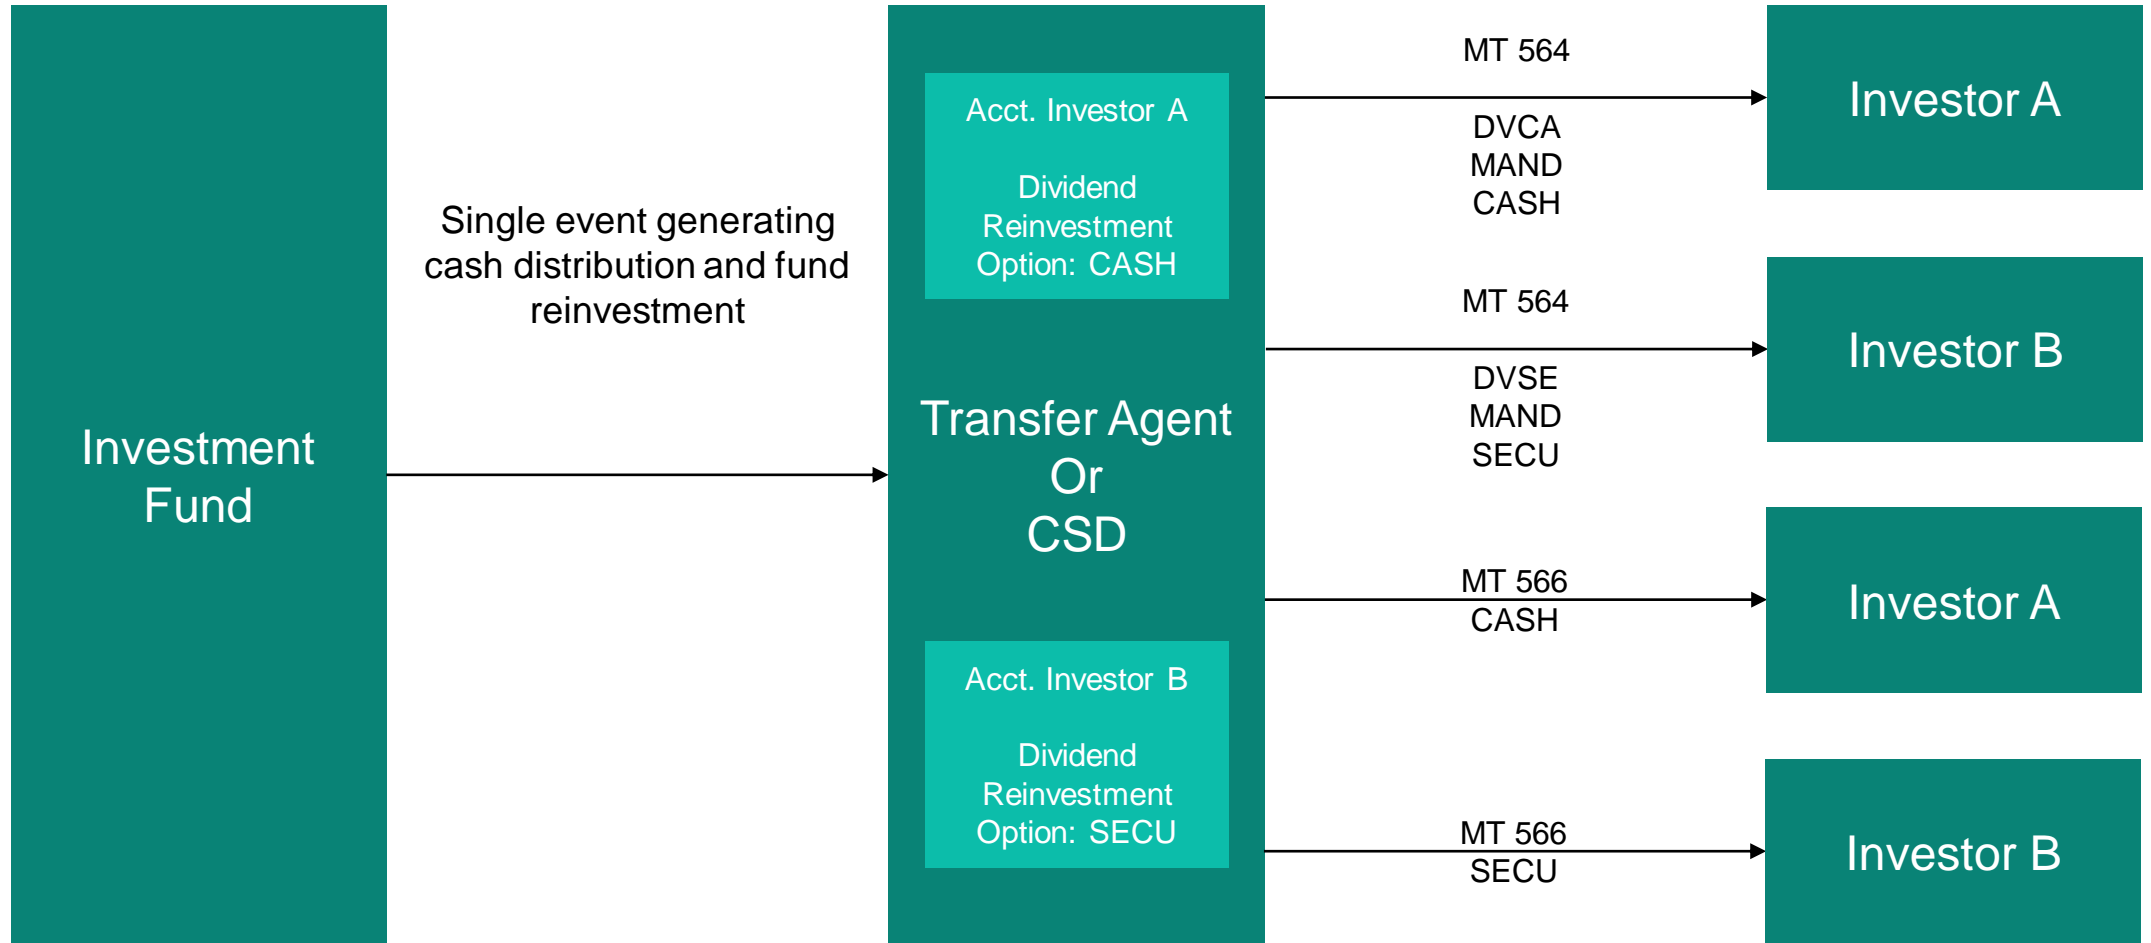 Investment
Fund
Single event generating
cash distribution and fund
reinvestment
Acct. Investor A
Dividend
Reinvestment
Option: CASH
Transfer Agent
Or
CSD
Acct. Investor B
Dividend
Reinvestment
Option: SECU
MT 564
DVCA
MAND
CASH
Investor A
MT 564
DVSE
MAND
SECU
Investor B
MT 566
CASH
Investor A
MT 566
SECU
Investor B